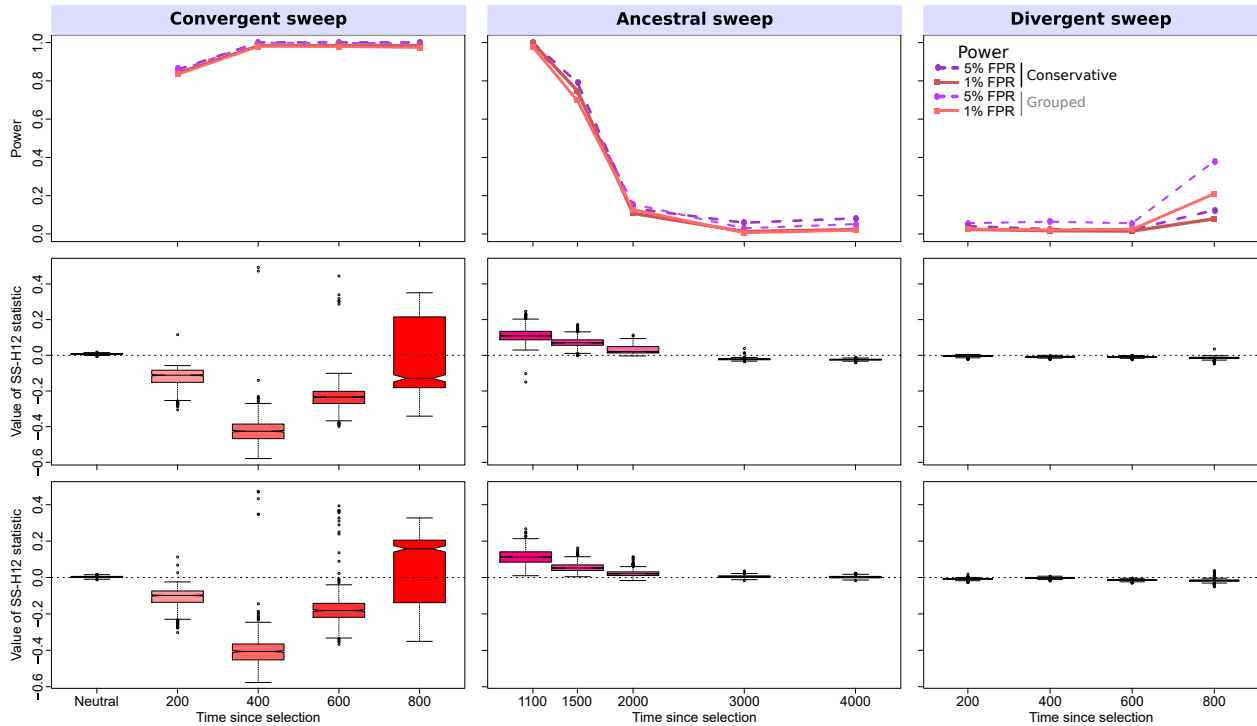 Convergent sweep
Ancestral sweep
Divergent sweep
Power
0.0 0.2 0.4 0.6 0.8 1.0
Power
5% FPR
1% FPR
Conservative
5% FPR
1% FPR
Grouped
Value of SS-H12 statistic
−0.6 −0.4 −0.2 0.0 0.2 0.4
Value of SS-H12 statistic
−0.6 −0.4 −0.2 0.0 0.2 0.4
Neutral 200 400 600 800
1100 1500 2000 3000 4000
200 400 600 800
Time since selection
Time since selection
Time since selection